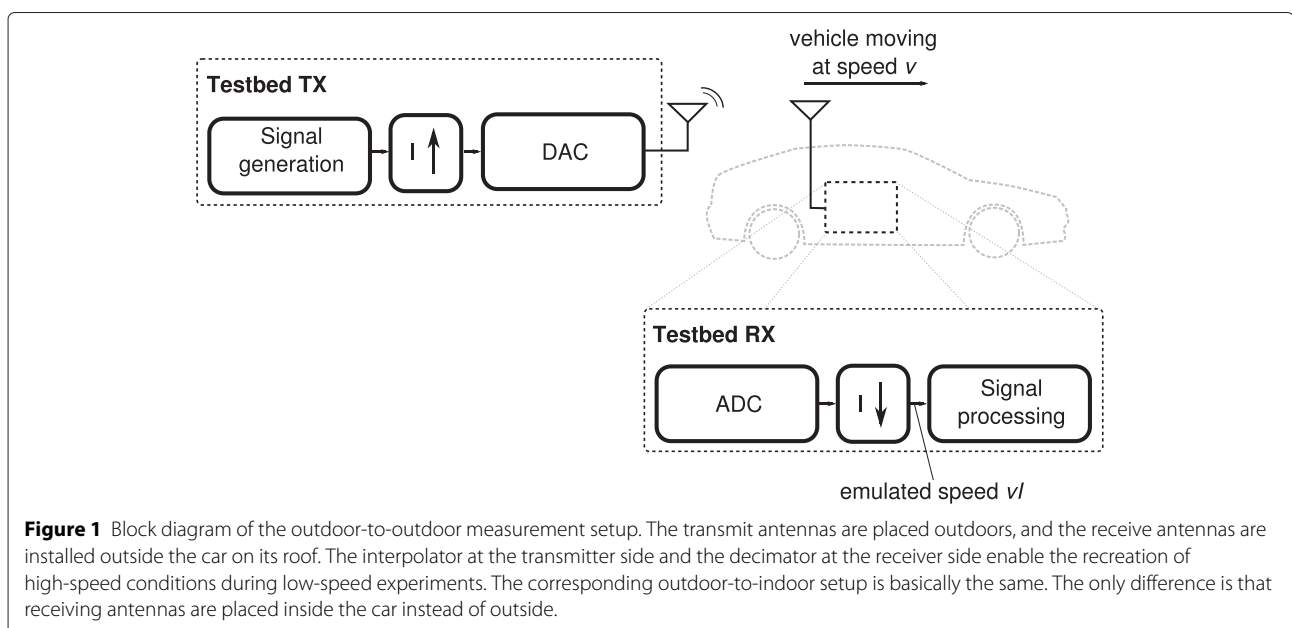 vehicle moving
at speed v
Testbed TX
Signal
generation
I
DAC
Testbed RX
ADC
I
Signal
processing
emulated speed vI
Figure 1 Block diagram of the outdoor-to-outdoor measurement setup. The transmit antennas are placed outdoors, and the receive antennas are
installed outside the car on its roof. The interpolator at the transmitter side and the decimator at the receiver side enable the recreation of
high-speed conditions during low-speed experiments. The corresponding outdoor-to-indoor setup is basically the same. The only difference is that
receiving antennas are placed inside the car instead of outside.